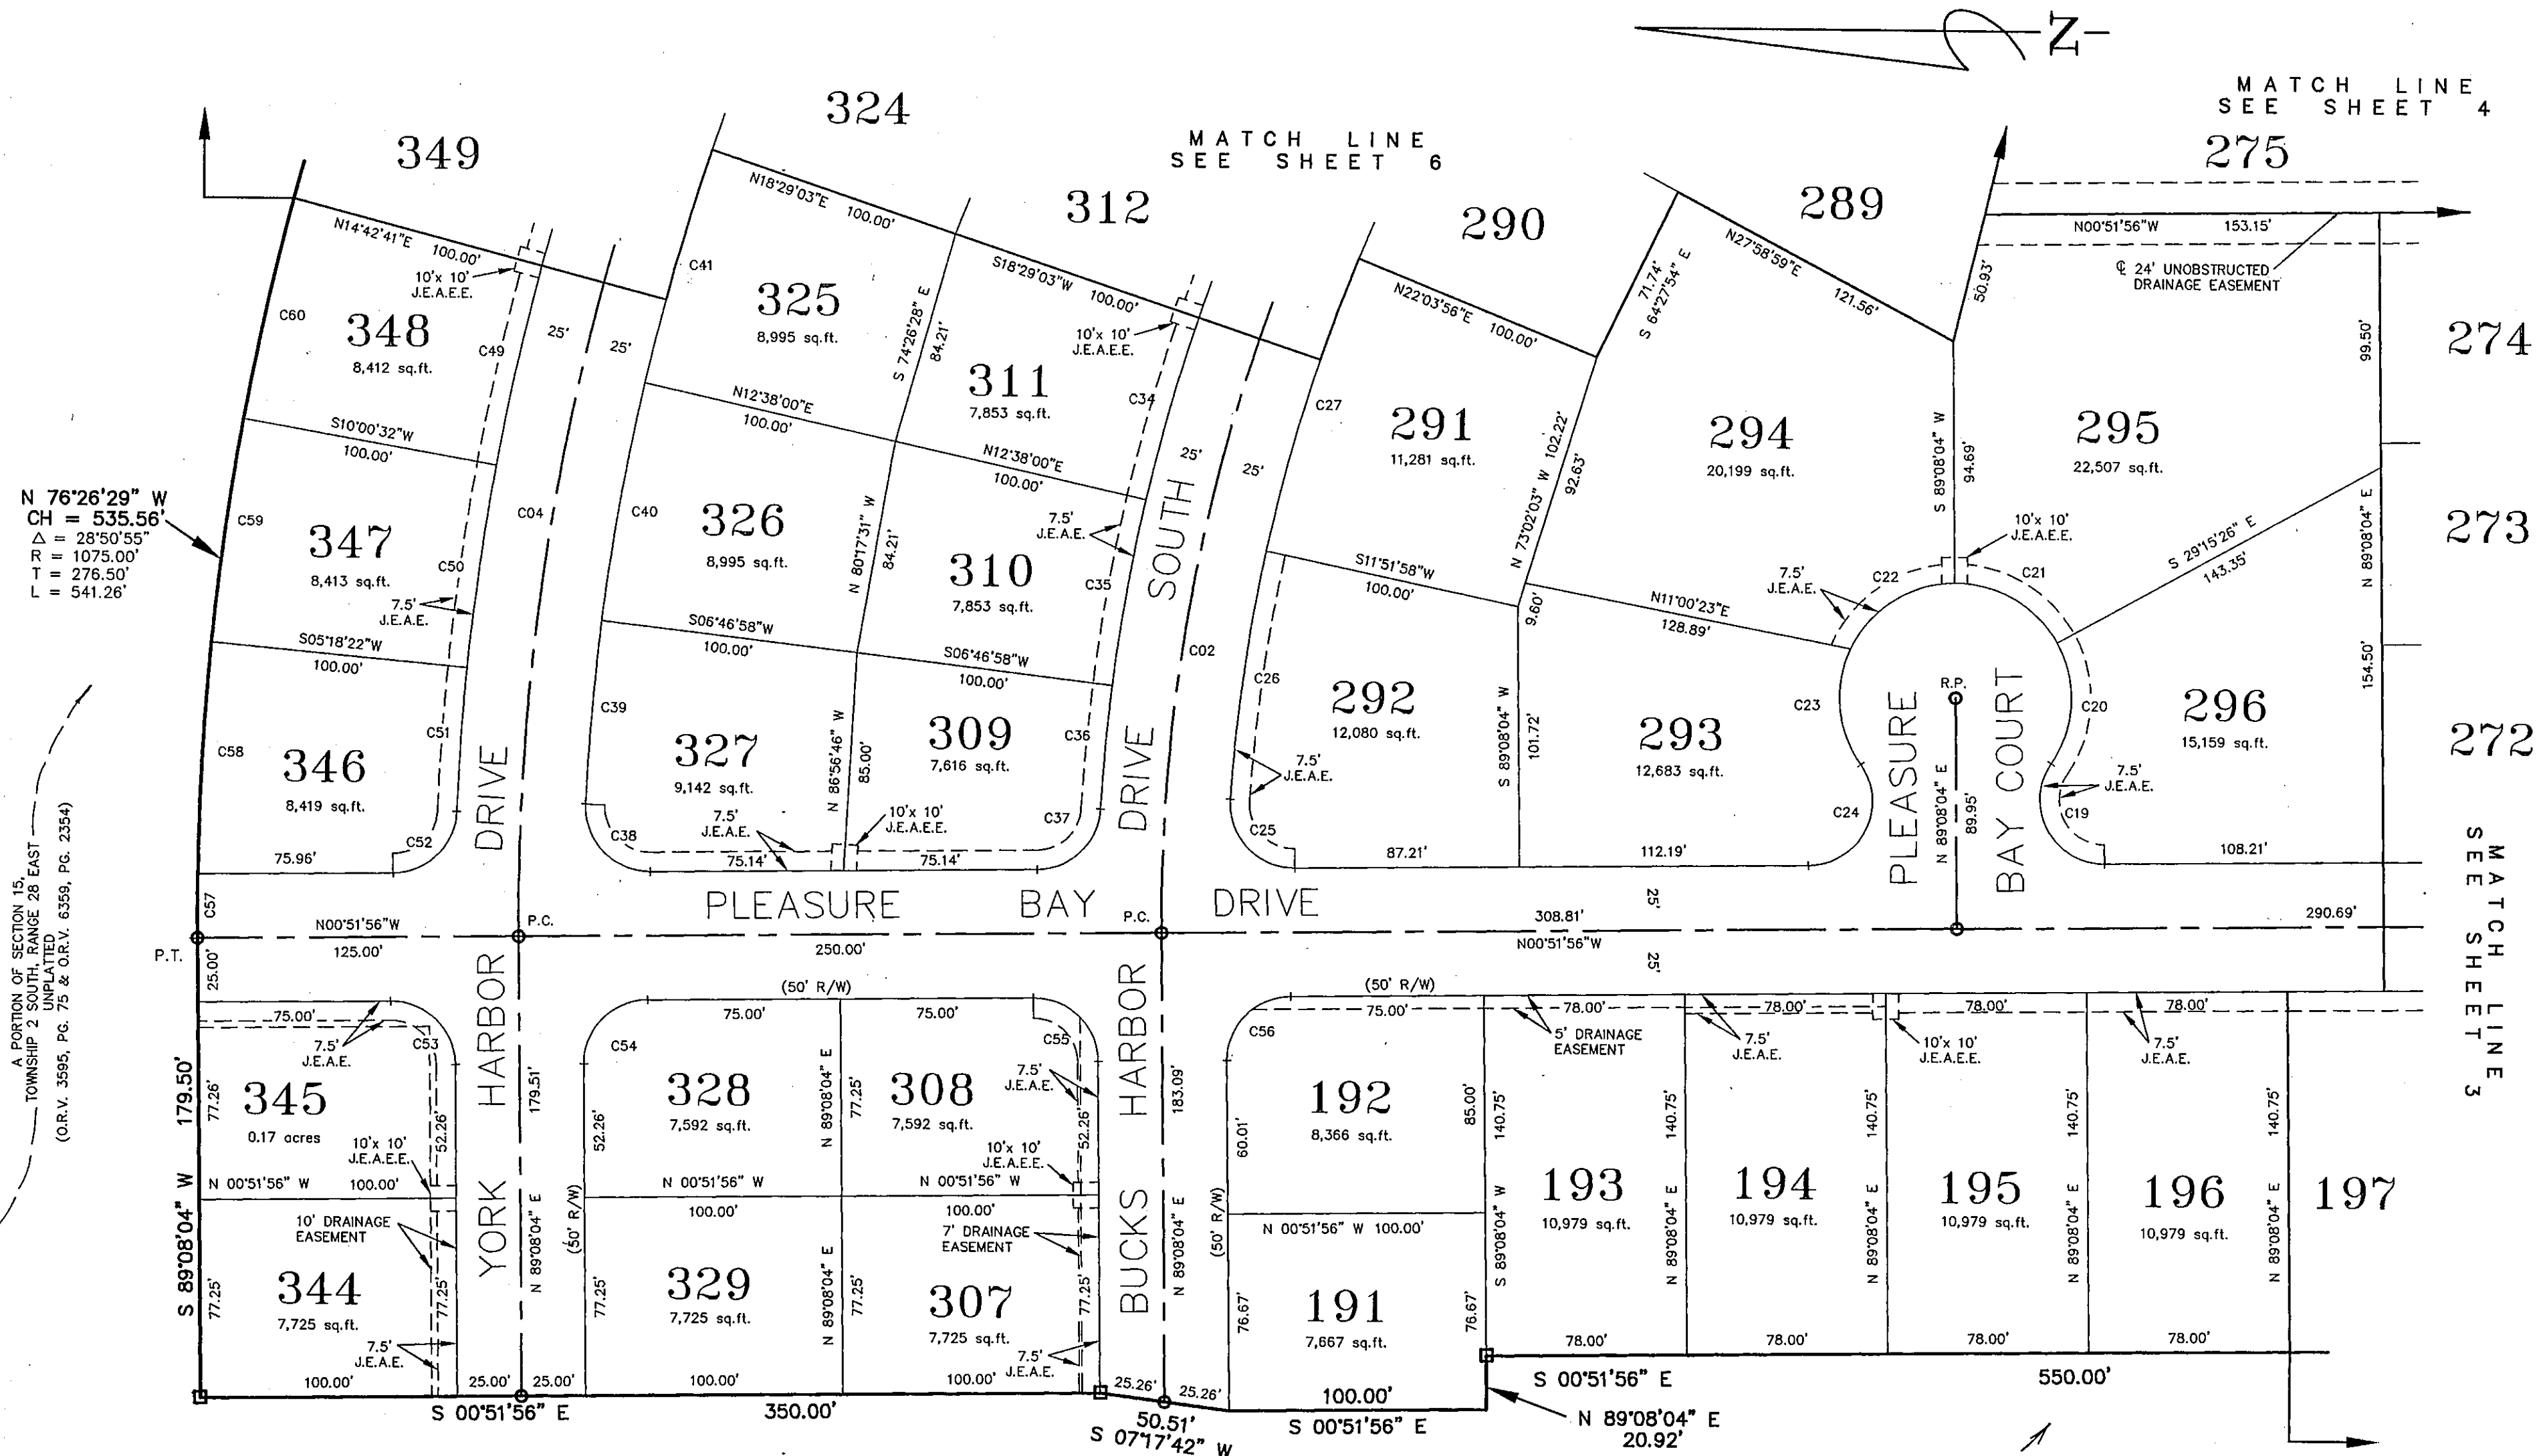 Z
MATCH LINE
SEE SHEET 4
275
324
MATCH LINE
SEE SHEET 6
349
312
290
289
N18°29'03"E 100.00'
N14°42'41"E 100.00'
C41
10'x 10'
J.E.A.E.E.
S18°29'03"W 100.00'
N22°03'56"E 100.00'
71.74'
S 64°27'54" E
N27°58'59"E
121.56'
50.93'
N00°51'56"W 153.15'
℄ 24' UNOBSTRUCTED
DRAINAGE EASEMENT
C60
348
8,412 sq.ft.
C49
25'
25'
325
8,995 sq.ft.
S 74°26'28" E
84.21'
10'x 10'
J.E.A.E.E.
311
7,853 sq.ft.
C34
C27
99.50'
274
N12°38'00"E
100.00'
N12°38'00"E
100.00'
25'
25'
291
11,281 sq.ft.
N 73°02'03" W 102.22'
92.63'
294
20,199 sq.ft.
S 89°08'04" W
94.69'
295
22,507 sq.ft.
S10°00'32"W
100.00'
N 76°26'29" W
CH = 535.56'
Δ = 28°50'55"
R = 1075.00'
T = 276.50'
L = 541.26'
C59
347
8,413 sq.ft.
C50
7.5'
J.E.A.E.
C04
C40
326
8,995 sq.ft.
N 80°17'31" W
84.21'
310
7,853 sq.ft.
7.5'
J.E.A.E.
C35
SOUTH
S11°51'58"W
100.00'
9.60'
N11°00'23"E
128.89'
7.5'
J.E.A.E.
C22
10'x 10'
J.E.A.E.E.
C21
S 29°15'26" E
143.35'
N 89°08'04" E
273
S05°18'22"W
100.00'
S06°46'58"W
100.00'
S06°46'58"W
100.00'
C02
C26
C58
346
8,419 sq.ft.
C51
C52
75.96'
DRIVE
C39
327
9,142 sq.ft.
C38
7.5'
J.E.A.E.
75.14'
N 86°56'46" W
85.00'
309
7,616 sq.ft.
10'x 10'
J.E.A.E.E.
75.14'
C36
C37
DRIVE
292
12,080 sq.ft.
7.5'
J.E.A.E.
C25
87.21'
S 89°08'04" W
101.72'
293
12,683 sq.ft.
112.19'
C23
C24
PLEASURE
BAY COURT
R.P.
N 89°08'04" E
89.95'
C20
7.5'
J.E.A.E.
C19
296
15,159 sq.ft.
108.21'
154.50'
272
MATCH LINE
SEE SHEET 3
A PORTION OF SECTION 15,
TOWNSHIP 2 SOUTH, RANGE 28 EAST
UNPLATTED
(O.R.V. 3595, PG. 75 & O.R.V. 6359, PG. 2354)
C57
PLEASURE BAY DRIVE
P.T.
N00°51'56"W
125.00'
P.C.
250.00'
P.C.
308.81'
N00°51'56"W
25'
25'
290.69'
25.00'
(50' R/W)
(50' R/W)
75.00'
7.5'
J.E.A.E.
C53
345
0.17 acres
77.26'
52.26'
10'x 10'
J.E.A.E.E.
179.50'
S 89°08'04" W
N 00°51'56" W 100.00'
YORK HARBOR
179.51'
N 89°08'04" E
C54
75.00'
328
7,592 sq.ft.
52.26'
N 89°08'04" E
77.25'
75.00'
308
7,592 sq.ft.
C55
7.5'
J.E.A.E.
52.26'
10'x 10'
J.E.A.E.E.
N 00°51'56" W
100.00'
N 00°51'56" W
100.00'
BUCKS HARBOR
183.09'
N 89°08'04" E
C56
75.00'
192
8,366 sq.ft.
60.01'
85.00'
(50' R/W)
N 00°51'56" W 100.00'
78.00'
5' DRAINAGE
EASEMENT
78.00'
7.5'
J.E.A.E.
78.00'
10'x 10'
J.E.A.E.E.
78.00'
7.5'
J.E.A.E.
140.75'
140.75'
140.75'
140.75'
140.75'
193
10,979 sq.ft.
194
10,979 sq.ft.
195
10,979 sq.ft.
196
10,979 sq.ft.
197
S 89°08'04" W
N 89°08'04" E
N 89°08'04" E
N 89°08'04" E
N 89°08'04" E
10' DRAINAGE
EASEMENT
344
7,725 sq.ft.
77.25'
77.25'
7.5'
J.E.A.E.
(50' R/W)
77.25'
329
7,725 sq.ft.
N 89°08'04" E
77.25'
7' DRAINAGE
EASEMENT
307
7,725 sq.ft.
77.25'
7.5'
J.E.A.E.
191
7,667 sq.ft.
76.67'
76.67'
78.00'
78.00'
78.00'
78.00'
100.00'
25.00'
25.00'
100.00'
100.00'
25.26'
25.26'
100.00'
S 00°51'56" E
550.00'
S 00°51'56" E
350.00'
50.51'
S 07°17'42" W
S 00°51'56" E
N 89°08'04" E
20.92'